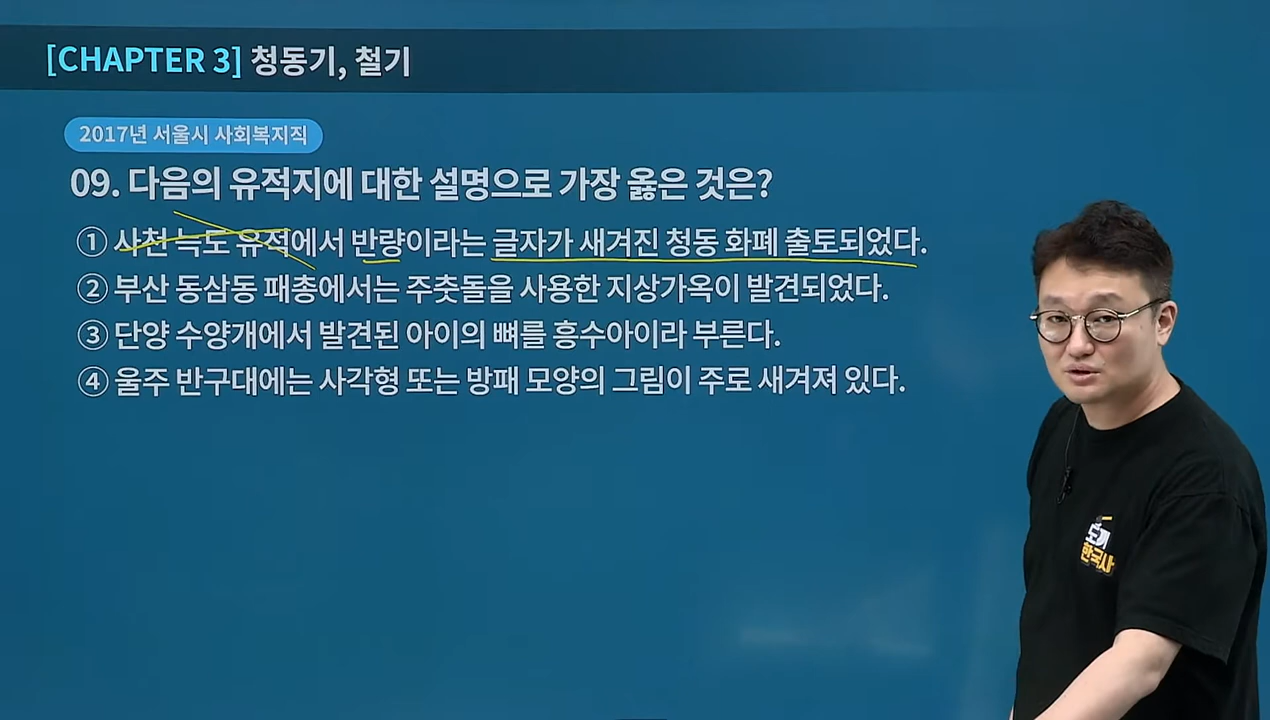 [CHAPTER 3] 청동기, 철기
2017년 서울시 사회복지직
09. 다음의 유적지에 대한 설명으로 가장 옳은 것은?
① 사천 늑도 유적에서 반량이라는 글자가 새겨진 청동 화폐 출토되었다.
② 부산 동삼동 패총에서는 주춧돌을 사용한 지상가옥이 발견되었다.
③ 단양 수양개에서 발견된 아이의 뼈를 흥수아이라 부른다.
④ 울주 반구대에는 사각형 또는 방패 모양의 그림이 주로 새겨져 있다.
한국사